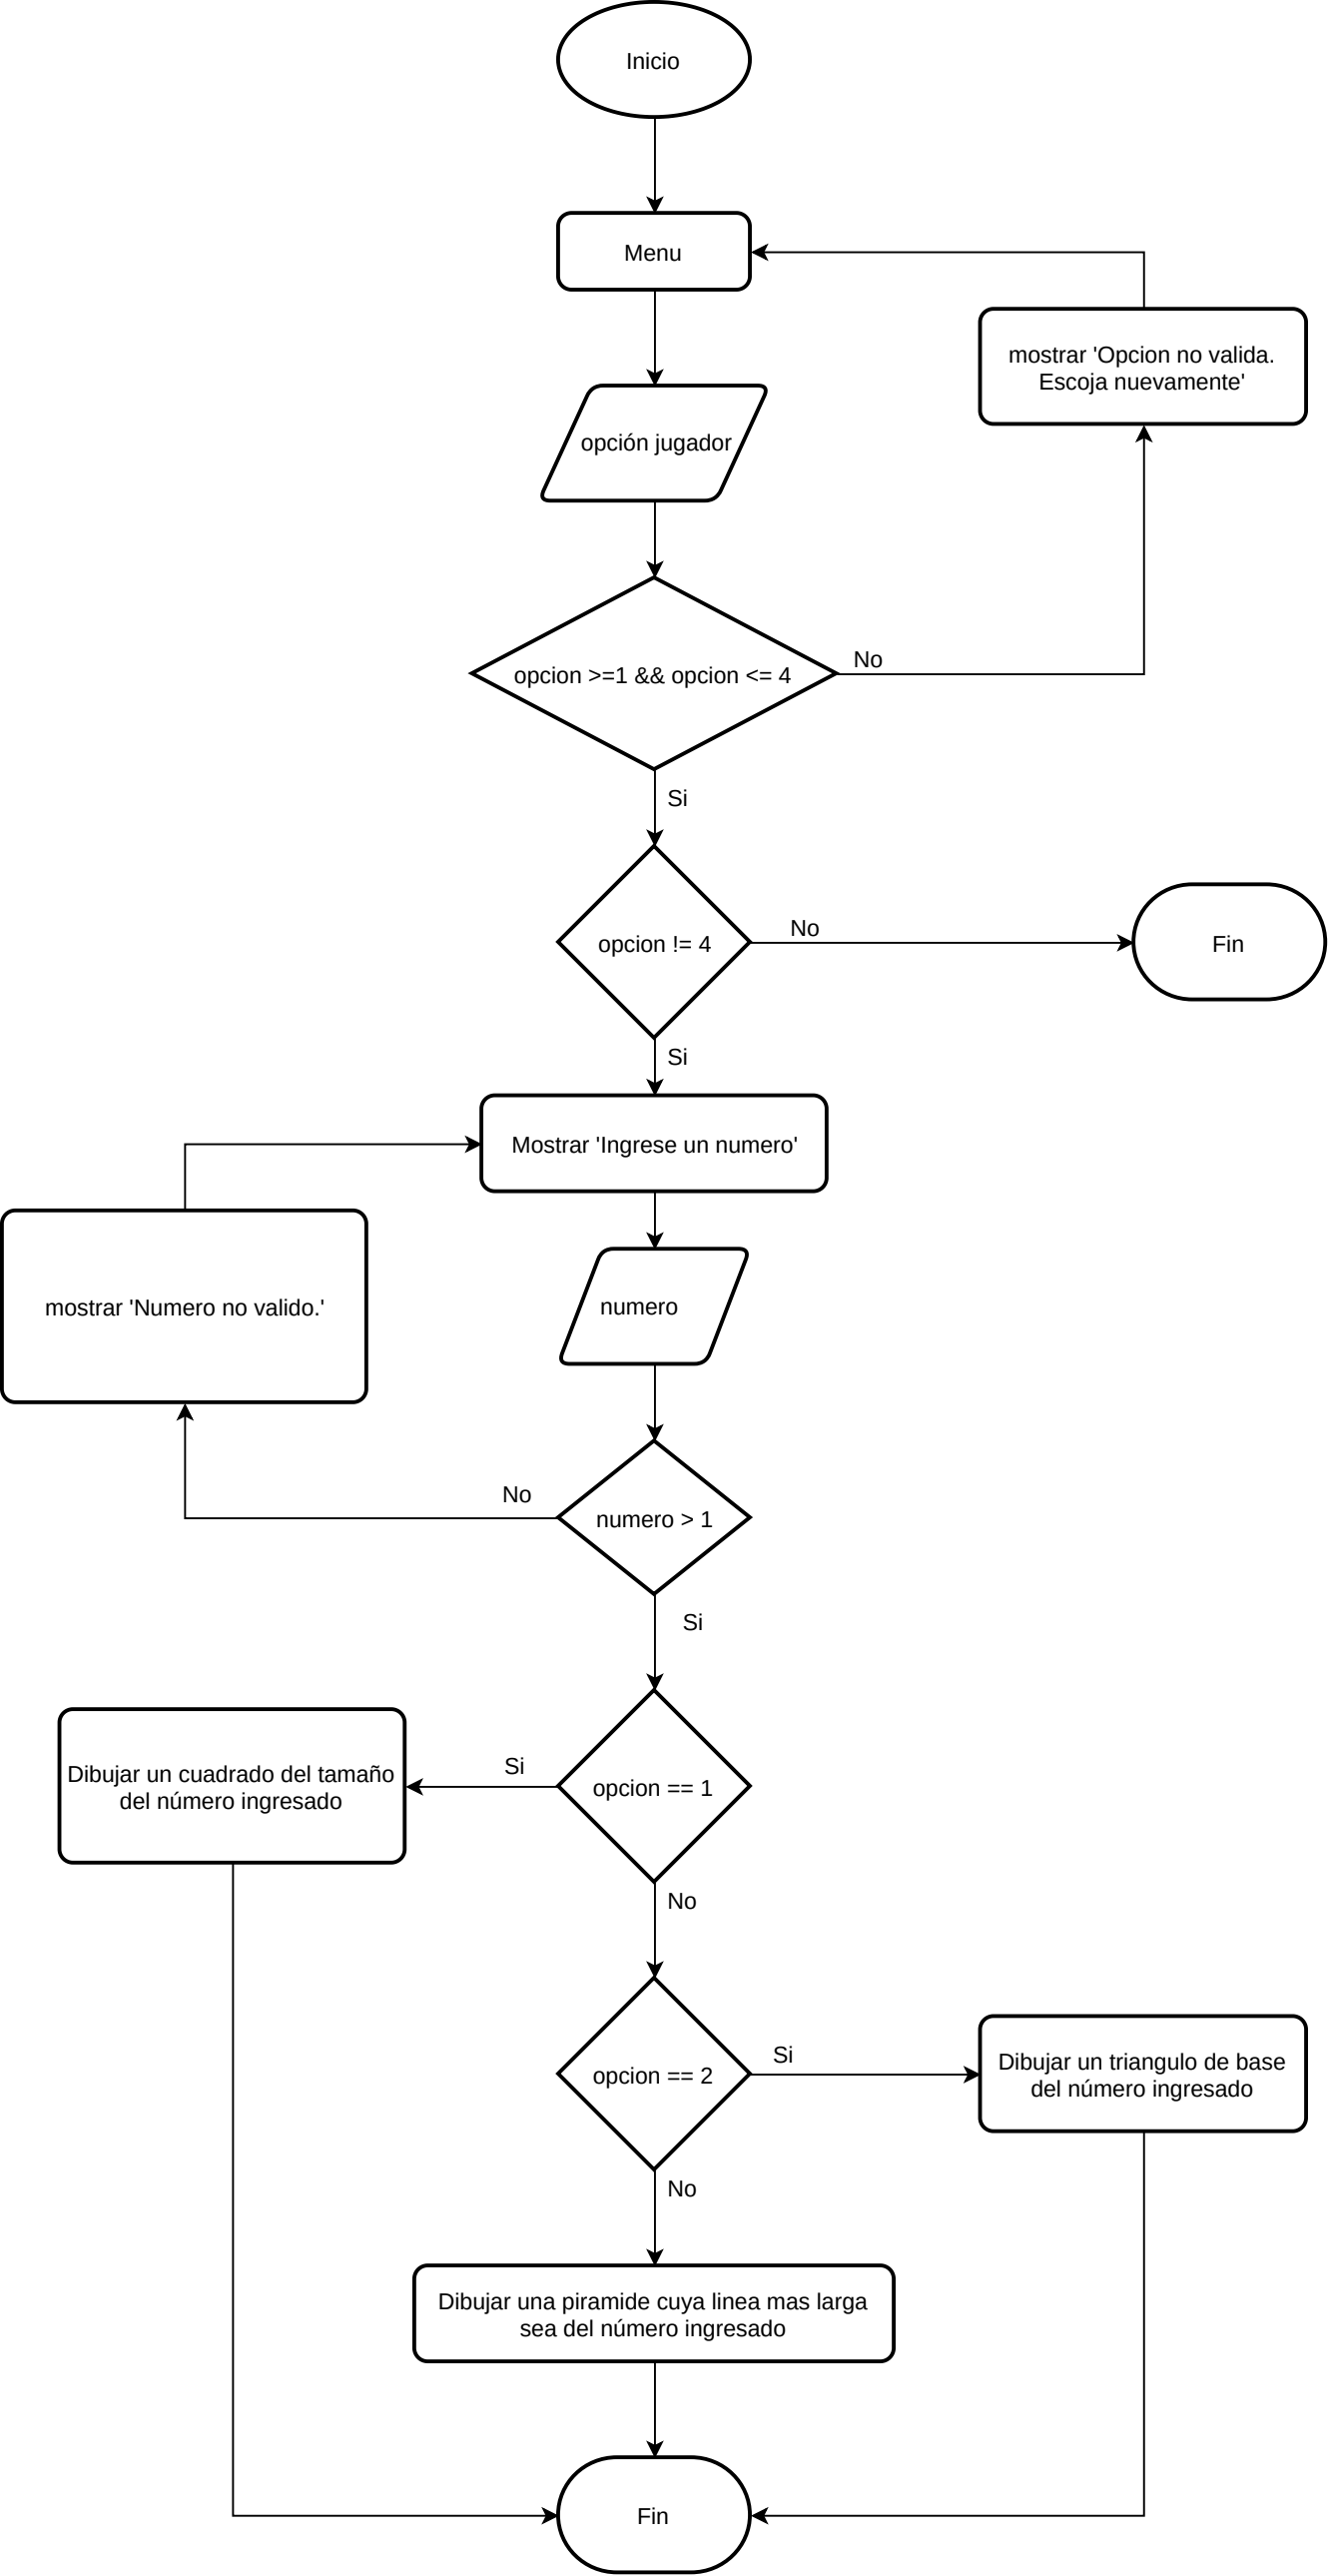 Inicio
Menu
mostrar 'Opcion no valida.
Escoja nuevamente'
opción jugador
opcion >=1 && opcion <= 4
No
Si
opcion != 4
No
Fin
Si
Mostrar 'Ingrese un numero'
mostrar 'Numero no valido.'
numero
No
numero > 1
Si
Dibujar un cuadrado del tamaño
del número ingresado
Si
opcion == 1
No
opcion == 2
Si
Dibujar un triangulo de base
del número ingresado
No
Dibujar una piramide cuya linea mas larga
sea del número ingresado
Fin